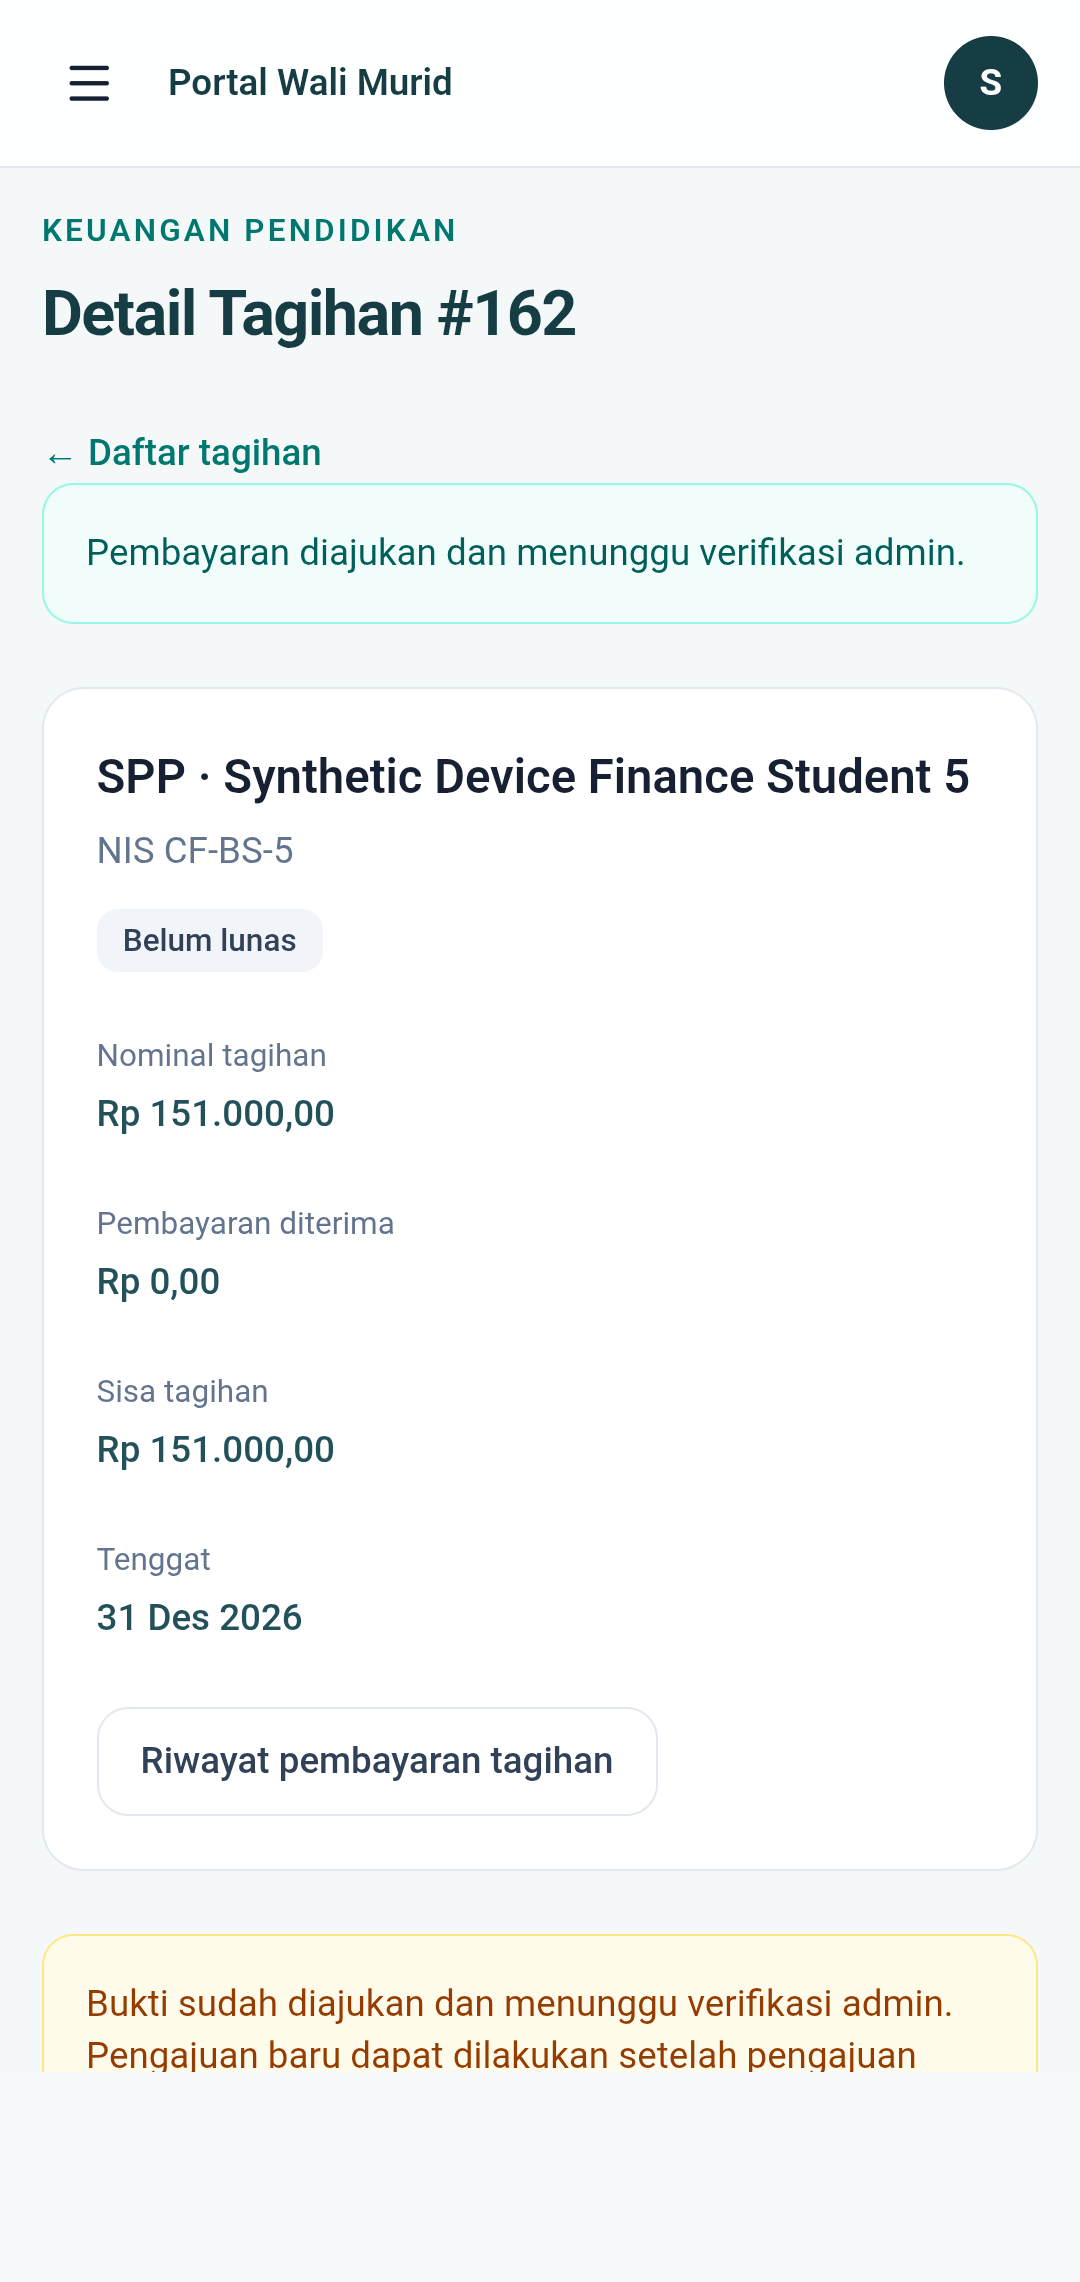 Portal Wali Murid
S
KEUANGAN PENDIDIKAN
Detail Tagihan #162
← Daftar tagihan
Pembayaran diajukan dan menunggu verifikasi admin.
SPP · Synthetic Device Finance Student 5
NIS CF-BS-5
Belum lunas
Nominal tagihan
Rp 151.000,00
Pembayaran diterima
Rp 0,00
Sisa tagihan
Rp 151.000,00
Tenggat
31 Des 2026
Riwayat pembayaran tagihan
Bukti sudah diajukan dan menunggu verifikasi admin.
Pengajuan baru dapat dilakukan setelah pengajuan